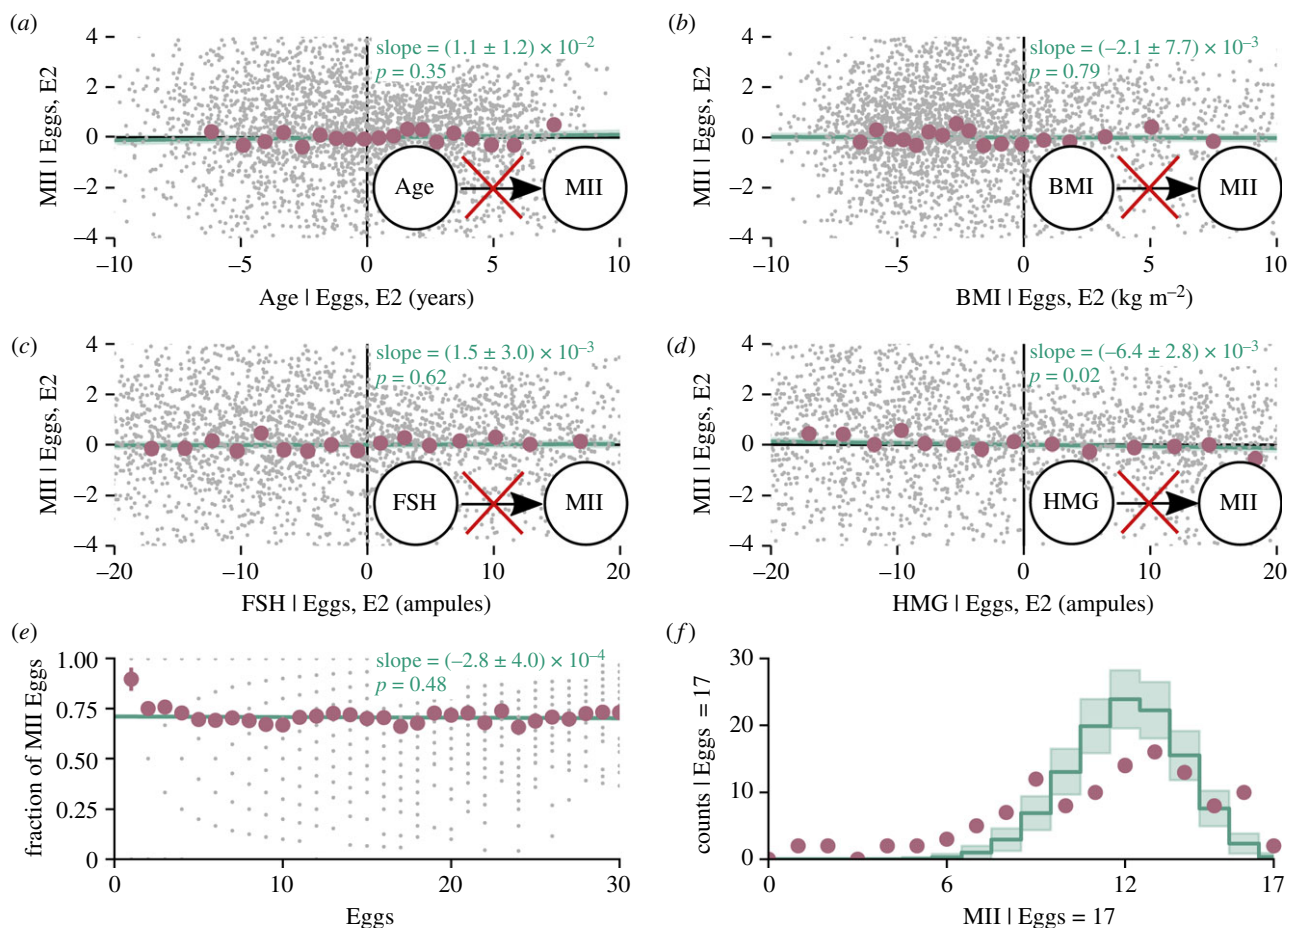 (a)
4
2
0
−2
−4
MII | Eggs, E2
slope = (1.1 ± 1.2) × 10−2
p = 0.35
Age
MII
−10
−5
0
5
10
Age | Eggs, E2 (years)
(b)
4
2
0
−2
−4
MII | Eggs, E2
slope = (−2.1 ± 7.7) × 10−3
p = 0.79
BMI
MII
−10
−5
0
5
10
BMI | Eggs, E2 (kg m−2)
(c)
4
2
0
−2
−4
MII | Eggs, E2
slope = (1.5 ± 3.0) × 10−3
p = 0.62
FSH
MII
−20
−10
0
10
20
FSH | Eggs, E2 (ampules)
(d)
4
2
0
−2
−4
MII | Eggs, E2
slope = (−6.4 ± 2.8) × 10−3
p = 0.02
HMG
MII
−20
−10
0
10
20
HMG | Eggs, E2 (ampules)
(e)
1.00
0.75
0.50
0.25
0
fraction of MII Eggs
slope = (−2.8 ± 4.0) × 10−4
p = 0.48
0
10
20
30
Eggs
(f)
30
20
10
0
counts | Eggs = 17
0
6
12
17
MII | Eggs = 17